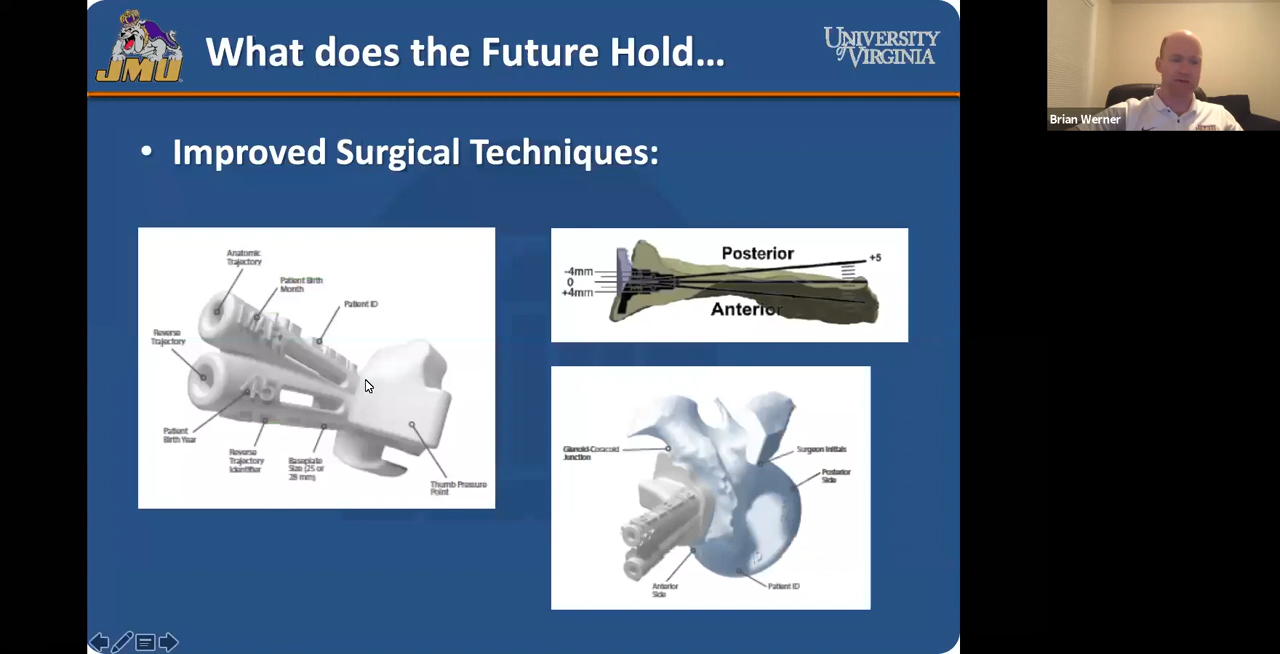 JMU
What does the Future Hold...
UNIVERSITY
of VIRGINIA
Brian Werner
• Improved Surgical Techniques:
Anatomic
Trajectory
Patient Birth
Month
Patient ID
Reverse
Trajectory
45
Patient
Birth Year
Reverse
Trajectory
Identifier
Baseplate
Size (25 or
28 mm)
Thumb Pressure
Point
Posterior
+5
-4mm
0
+4mm
Anterior
Glenoid-Coracoid
Junction
Surgeon Initials
Posterior
Side
Anterior
Side
Patient ID